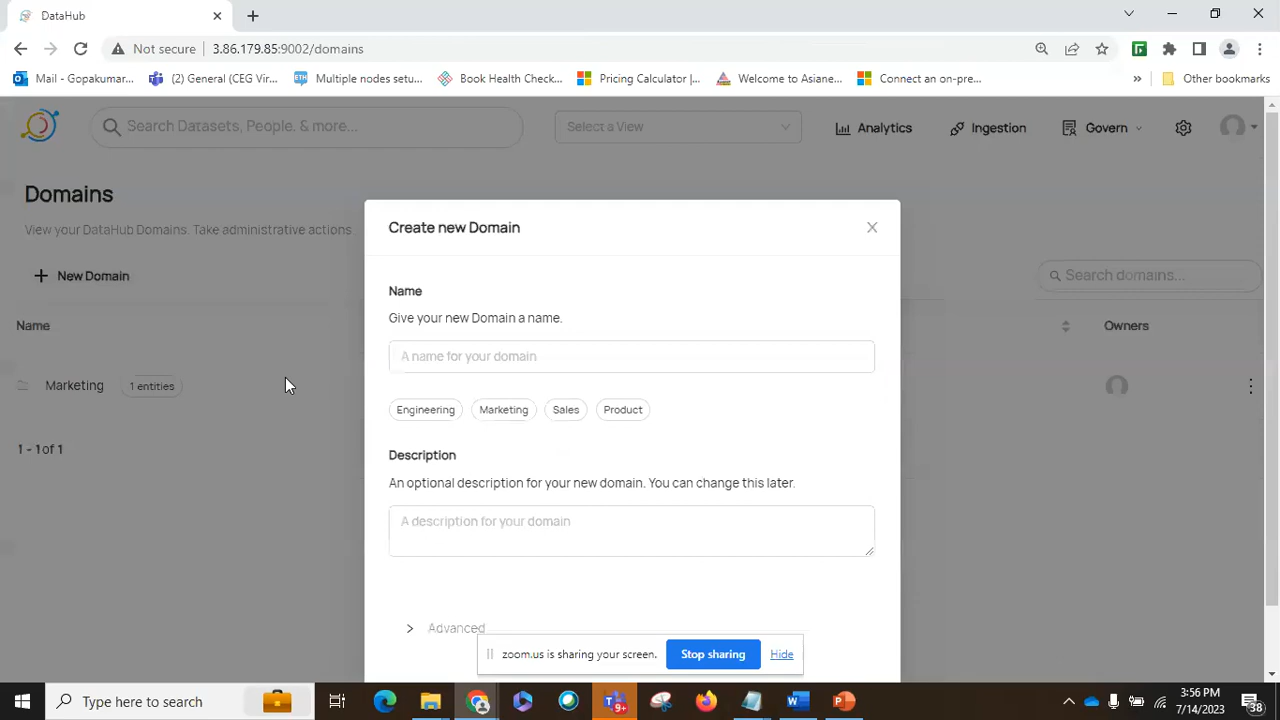 DataHub
Not secure 3.86.179.85:9002/domains
Mail - Gopakumar... (2) General (CEG Vir... Multiple nodes setu... Book Health Check... Pricing Calculator |... Welcome to Asiane... Connect an on-pre... » Other bookmarks
Search Datasets, People, & more... Select a View Analytics Ingestion Govern
Domains
View your DataHub Domains. Take administrative actions
+ New Domain
Search domains...
Name Owners
Marketing 1 entities
1 - 1 of 1
Create new Domain
Name
Give your new Domain a name.
A name for your domain
Engineering Marketing Sales Product
Description
An optional description for your new domain. You can change this later.
A description for your domain
Advanced
zoom.us is sharing your screen. Stop sharing Hide
Type here to search
9+
3:56 PM
7/14/2023
38